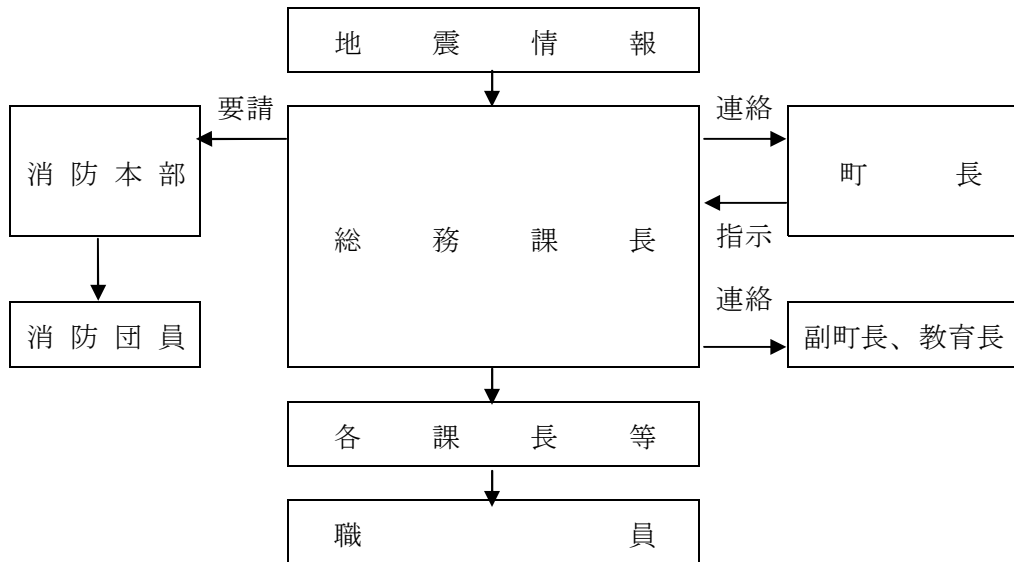 地震情報
要請
連絡
消防本部
総務課長
町長
指示
連絡
消防団員
副町長、教育長
各課長等
職員